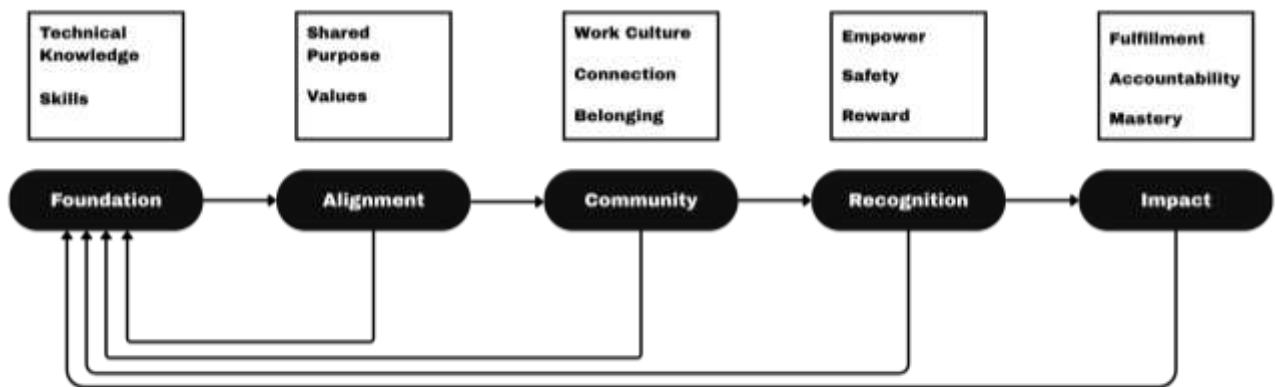 Technical
Knowledge
Skills
Shared
Purpose
Values
Work Culture
Connection
Belonging
Empower
Safety
Reward
Fulfillment
Accountability
Mastery
Foundation
Alignment
Community
Recognition
Impact